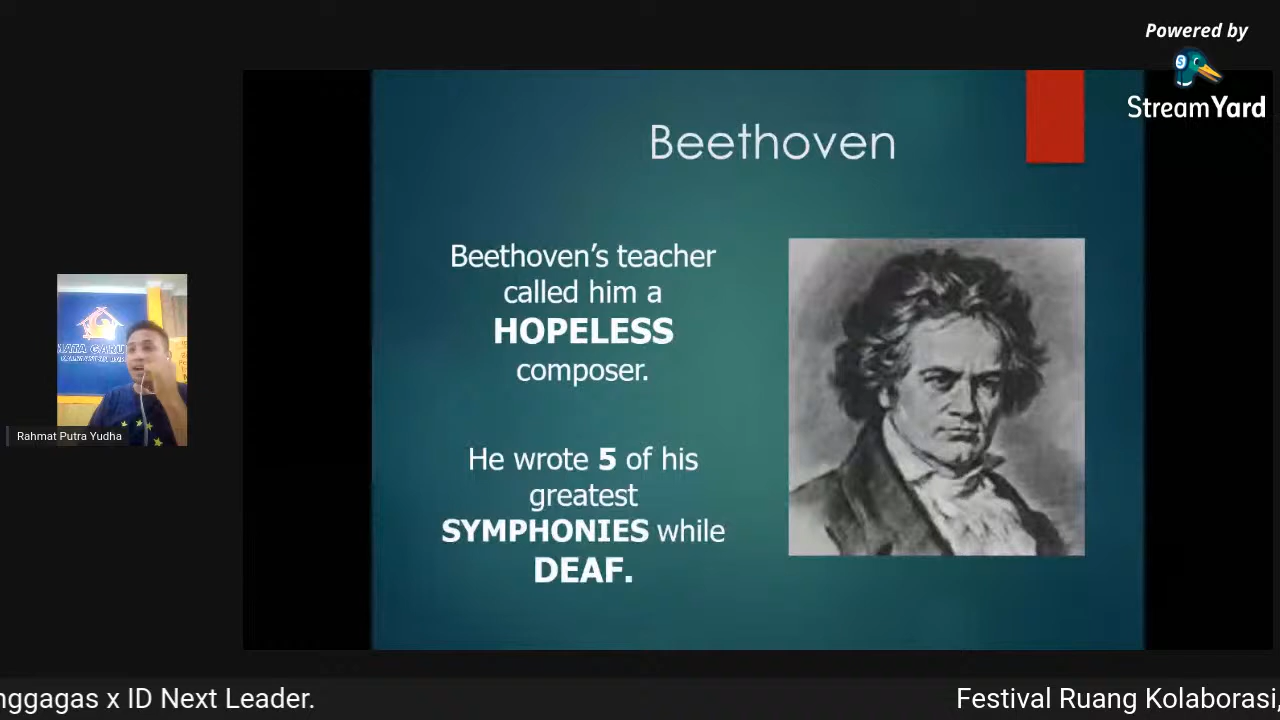 Powered by
StreamYard
Beethoven
Beethoven’s teacher
called him a
HOPELESS
composer.
He wrote 5 of his
greatest
SYMPHONIES while
DEAF.
Rahmat Putra Yudha
nggagas x ID Next Leader.
Festival Ruang Kolaborasi,